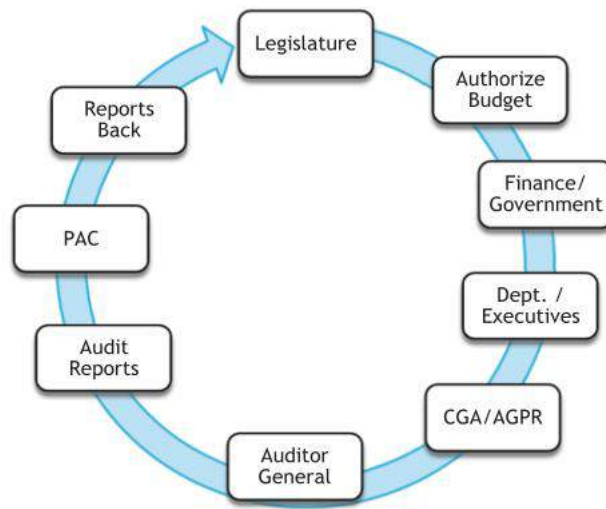 Legislature
Authorize
Budget
Finance/
Government
Dept. /
Executives
CGA/AGPR
Auditor
General
Audit
Reports
PAC
Reports
Back